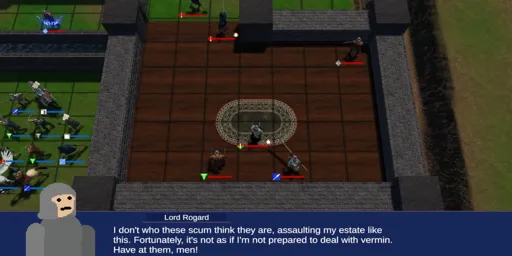 Lord Rogard
I don't who these scum think they are, assaulting my estate like
this. Fortunately, it's not as if I'm not prepared to deal with vermin.
Have at them, men!